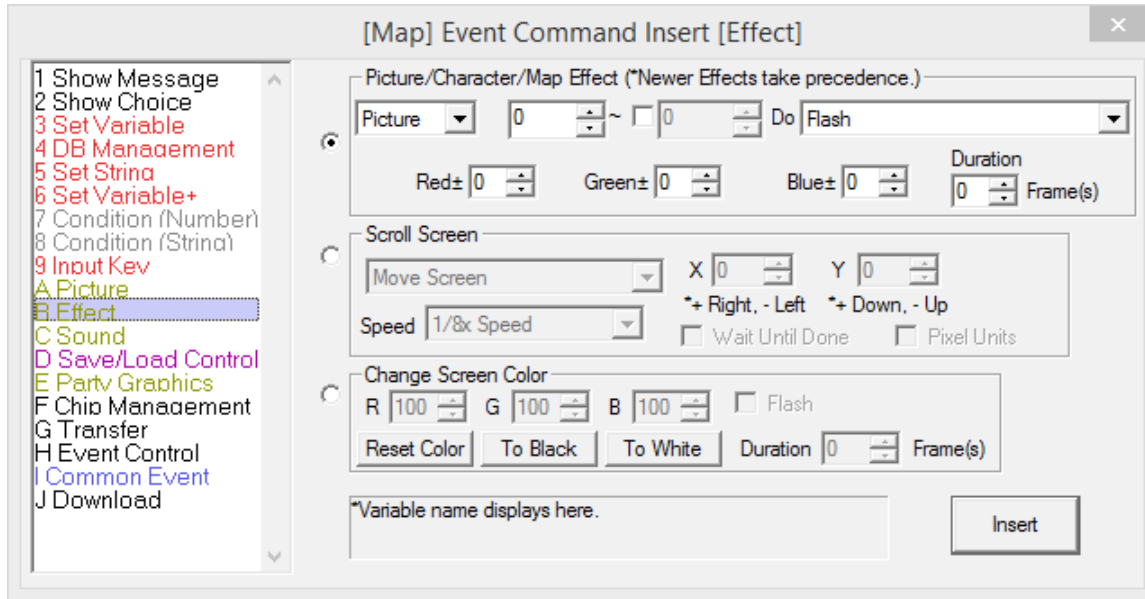 [Map] Event Command Insert [Effect]
1 Show Message
2 Show Choice
3 Set Variable
4 DB Management
5 Set String
6 Set Variable+
7 Condition (Number)
8 Condition (String)
9 Input Key
A Picture
B Effect
C Sound
D Save/Load Control
E Party Graphics
F Chip Management
G Transfer
H Event Control
I Common Event
J Download
Picture/Character/Map Effect (*Newer Effects take precedence.)
Picture 0 ~ 0 Do Flash
Red± 0 Green± 0 Blue± 0 Duration 0 Frame(s)
Scroll Screen
Move Screen X 0 Y 0
*+ Right, - Left *+ Down, - Up
Speed 1/8x Speed Wait Until Done Pixel Units
Change Screen Color
R 100 G 100 B 100 Flash
Reset Color To Black To White Duration 0 Frame(s)
*Variable name displays here.
Insert